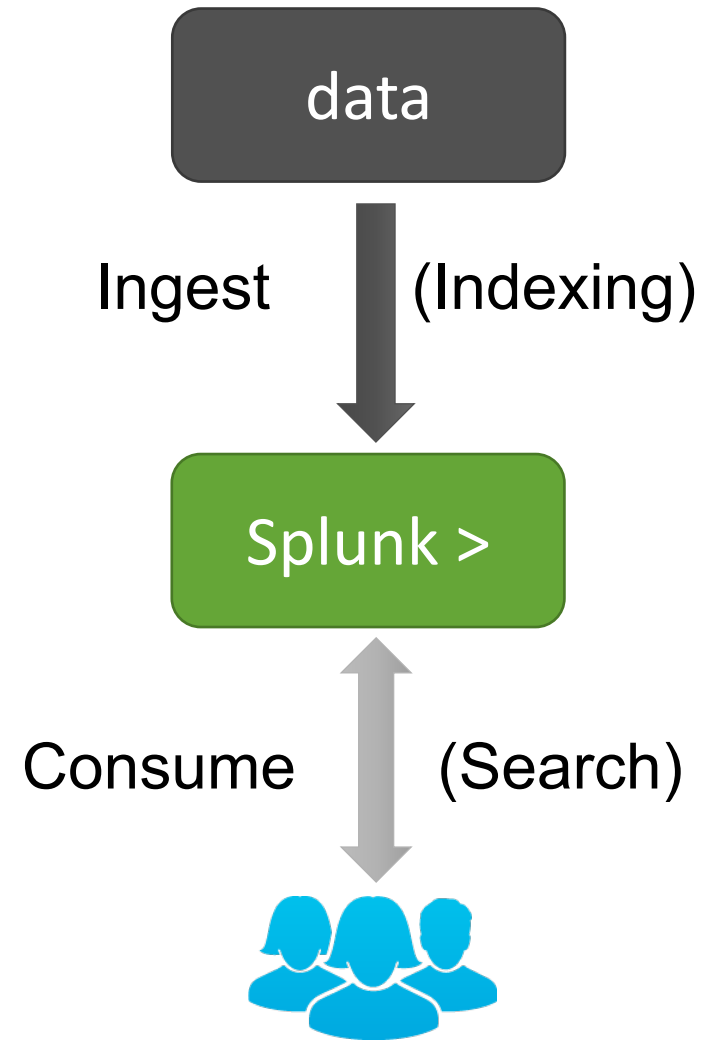 data
Ingest (Indexing)
Splunk >
Consume (Search)